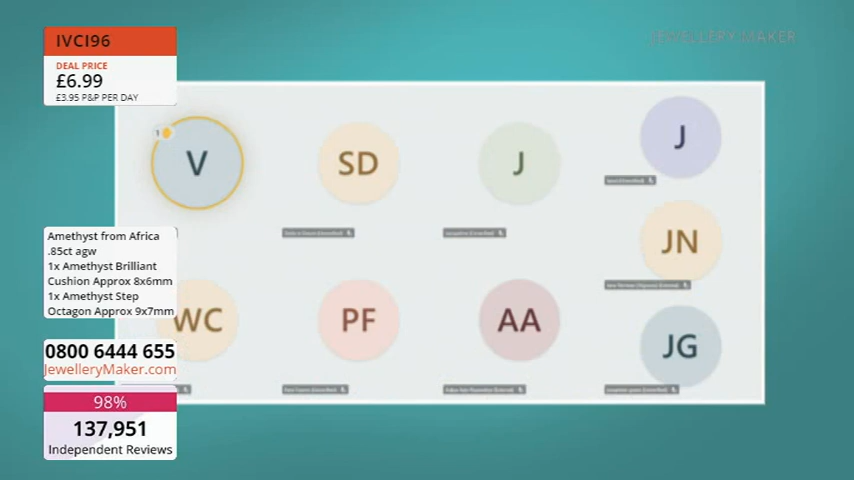 IVCI96
DEAL PRICE
£6.99
£3.95 P&P PER DAY
JEWELLERY MAKER
1
V
SD
J
J
JN
WC
PF
AA
JG
Amethyst from Africa
.85ct agw
1x Amethyst Brilliant
Cushion Approx 8x6mm
1x Amethyst Step
Octagon Approx 9x7mm
0800 6444 655
JewelleryMaker.com
98%
137,951
Independent Reviews